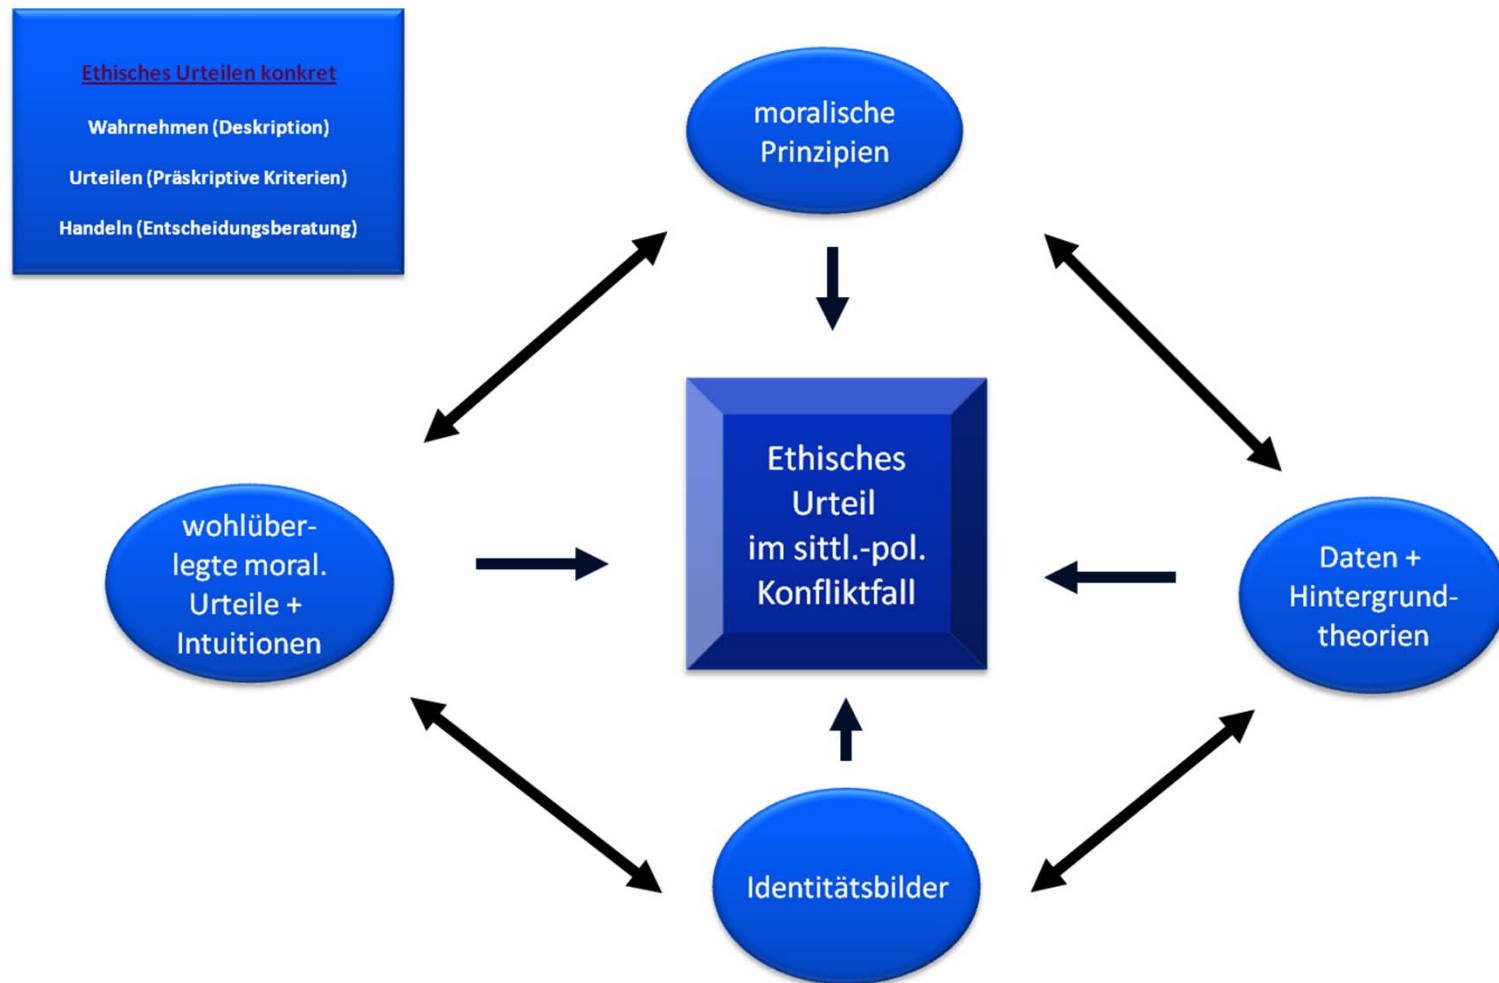 Ethisches Urteilen konkret
Wahrnehmen (Deskription)
Urteilen (Präskriptive Kriterien)
Handeln (Entscheidungsberatung)
moralische
Prinzipien
Ethisches
Urteil
im sittl.-pol.
Konfliktfall
wohlüber-
legte moral.
Urteile +
Intuitionen
Daten +
Hintergrund-
theorien
Identitätsbilder